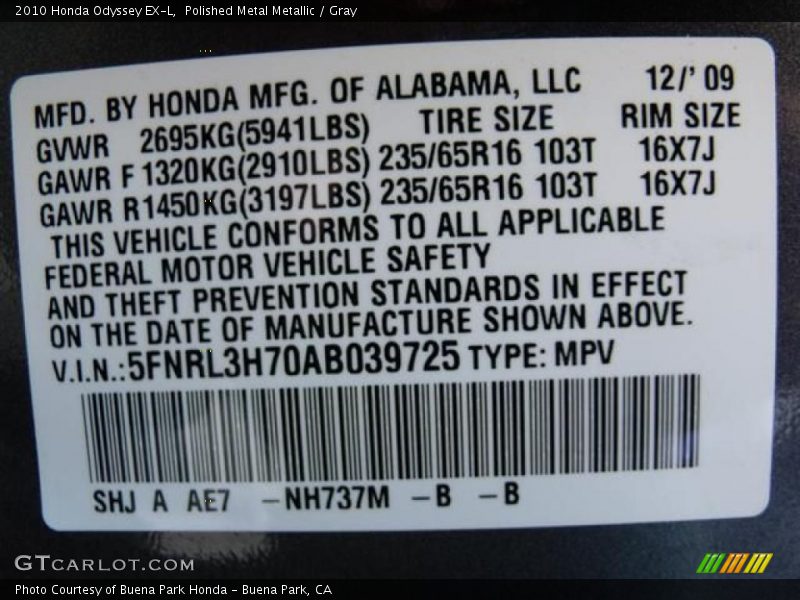 2010 Honda Odyssey EX-L, Polished Metal Metallic / Gray
MFD. BY HONDA MFG. OF ALABAMA, LLC 12/'09
GVWR 2695KG(5941LBS) TIRE SIZE RIM SIZE
GAWR F 1320KG(2910LBS) 235/65R16 103T 16X7J
GAWR R1450KG(3197LBS) 235/65R16 103T 16X7J
THIS VEHICLE CONFORMS TO ALL APPLICABLE
FEDERAL MOTOR VEHICLE SAFETY
AND THEFT PREVENTION STANDARDS IN EFFECT
ON THE DATE OF MANUFACTURE SHOWN ABOVE.
V.I.N.:5FNRL3H70AB039725 TYPE: MPV
SHJ A AE7 -NH737M -B -B
GTCARLOT.COM
Photo Courtesy of Buena Park Honda - Buena Park, CA